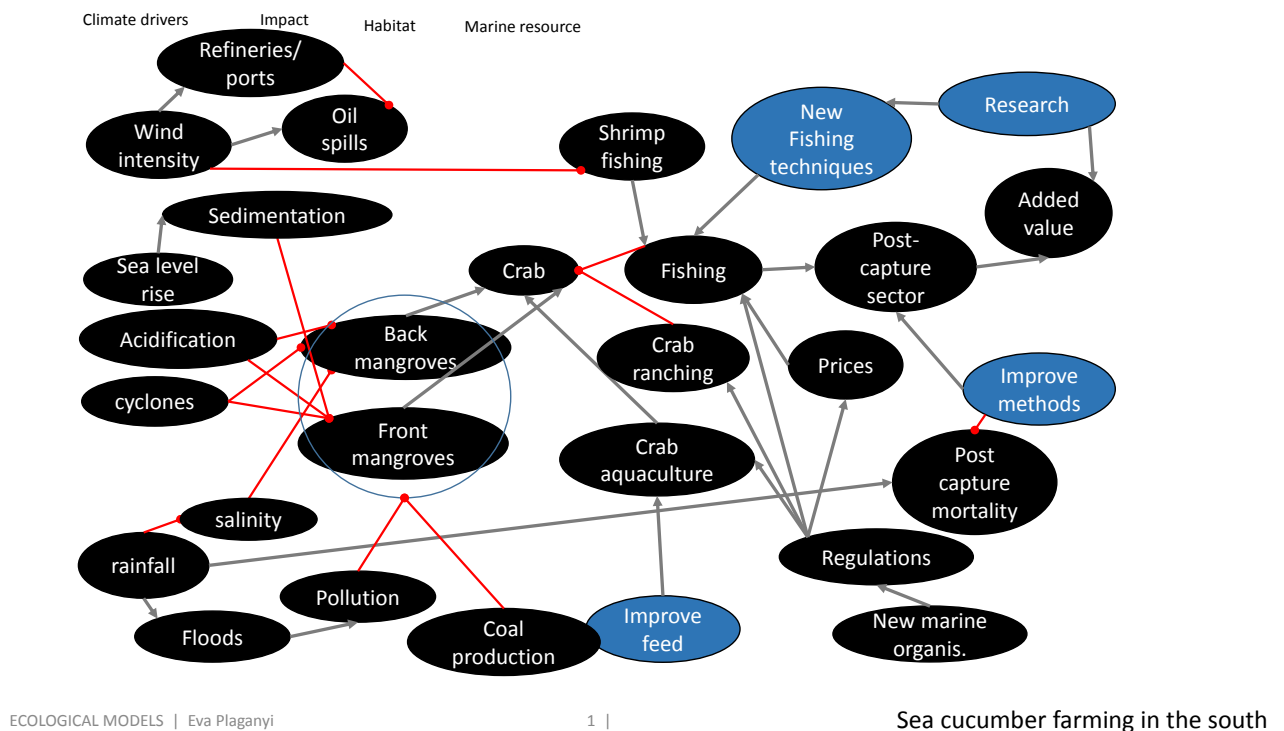 Climate drivers
Impact
Habitat
Marine resource
Refineries/
ports
Wind
intensity
Oil
spills
Shrimp
fishing
New
Fishing
techniques
Research
Sedimentation
Added
value
Sea level
rise
Crab
Fishing
Post-
capture
sector
Acidification
Back
mangroves
Crab
ranching
Prices
Improve
methods
cyclones
Front
mangroves
Crab
aquaculture
Post
capture
mortality
salinity
rainfall
Regulations
Pollution
Floods
Coal
production
Improve
feed
New marine
organis.
ECOLOGICAL MODELS | Eva Plaganyi
1 |
Sea cucumber farming in the south